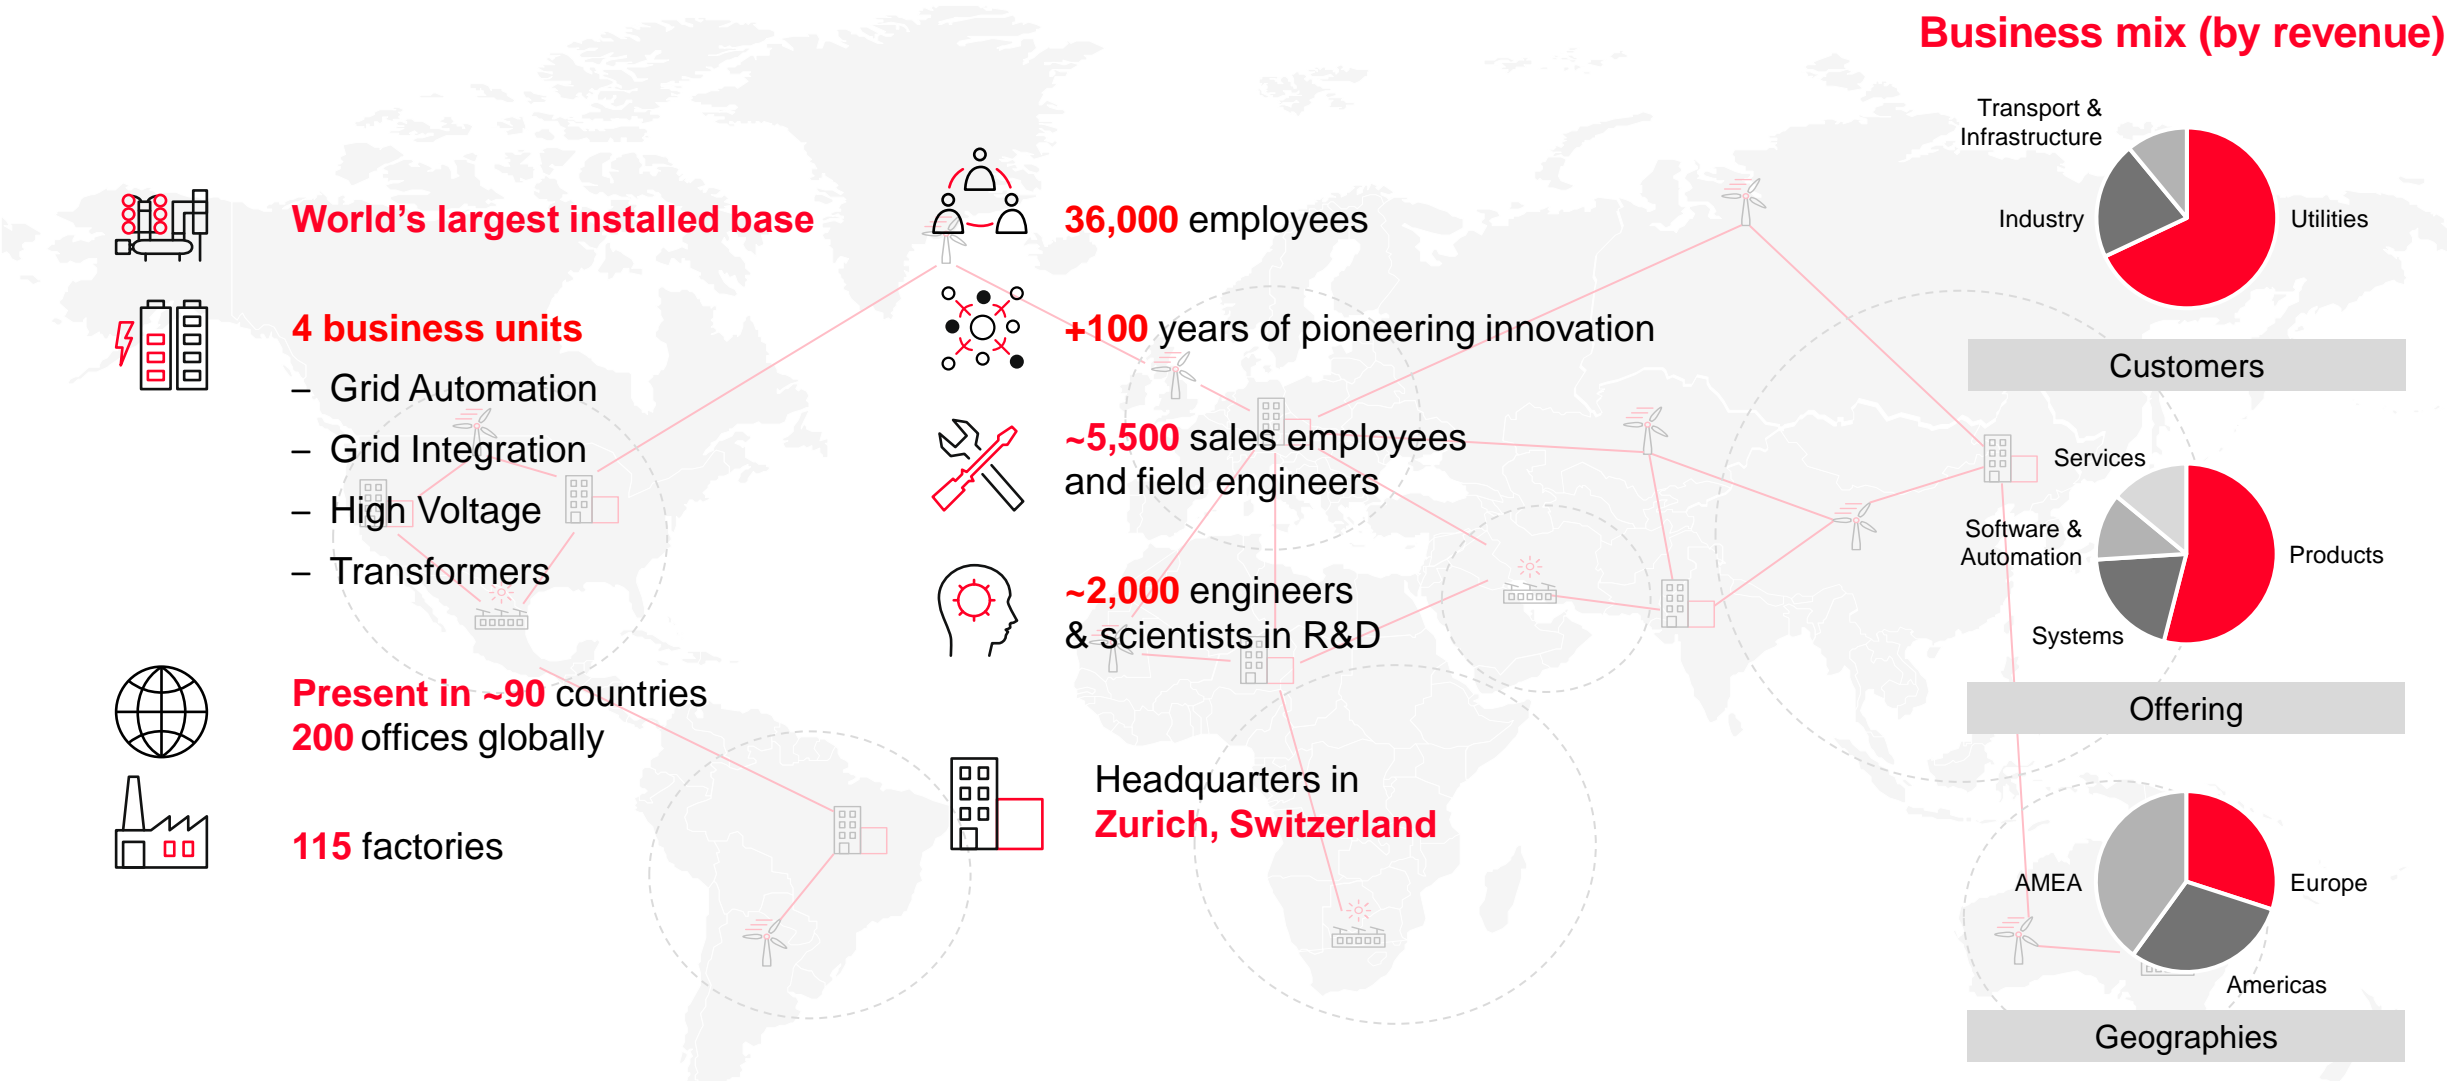 Business mix (by revenue)
World's largest installed base
4 business units
– Grid Automation
– Grid Integration
– High Voltage
– Transformers
Present in ~90 countries
200 offices globally
115 factories
36,000 employees
+100 years of pioneering innovation
~5,500 sales employees
and field engineers
~2,000 engineers
& scientists in R&D
Headquarters in
Zurich, Switzerland
Transport &
Infrastructure
Industry
Utilities
Customers
Services
Software &
Automation
Products
Systems
Offering
AMEA
Europe
Americas
Geographies